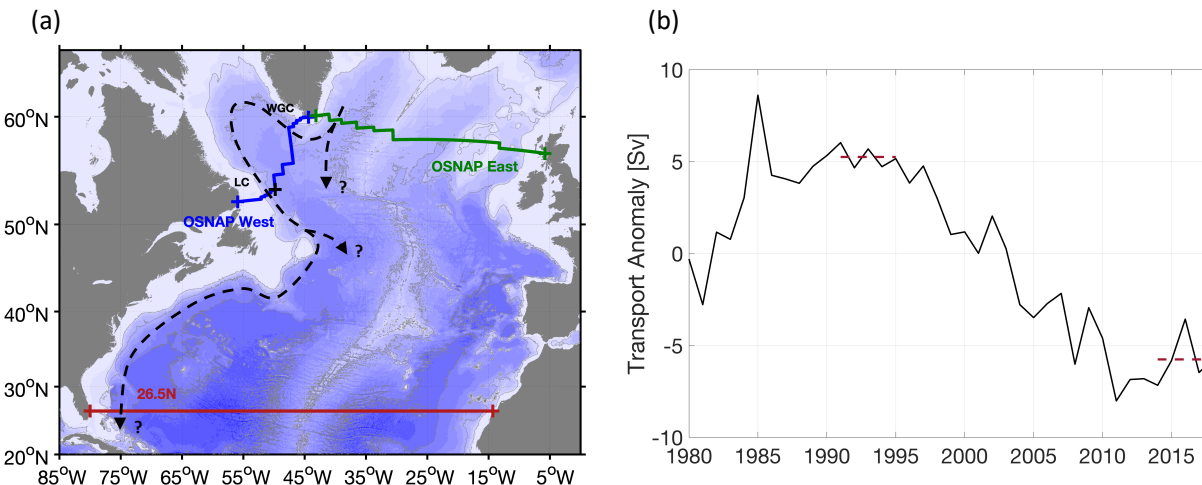 (a)
60°N
50°N
40°N
30°N
20°N
85°W 75°W 65°W 55°W 45°W 35°W 25°W 15°W 5°W
WGC
LC
OSNAP East
OSNAP West
?
?
26.5N
?
(b)
Transport Anomaly [Sv]
10
5
0
-5
-10
1980 1985 1990 1995 2000 2005 2010 2015